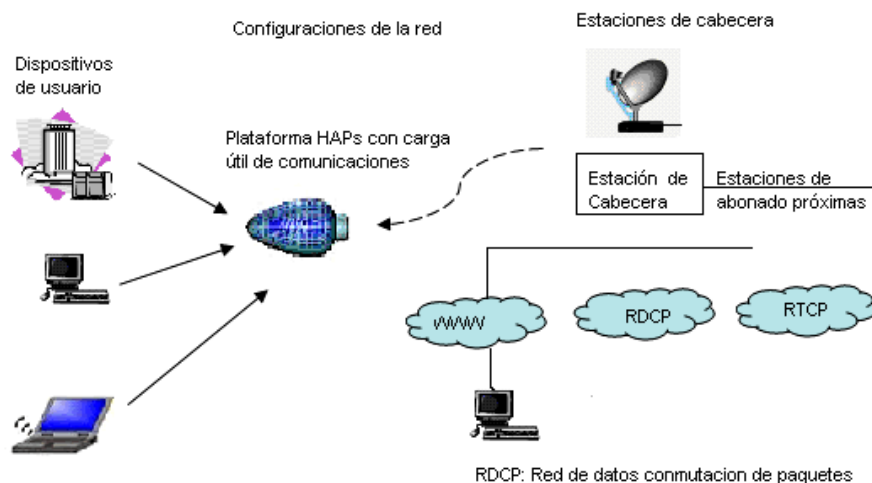 Configuraciones de la red
Estaciones de cabecera
Dispositivos
de usuario
Plataforma HAPs con carga
útil de comunicaciones
Estación de
Cabecera
Estaciones de
abonado próximas
WWW
RDCP
RTCP
RDCP: Red de datos conmutacion de paquetes